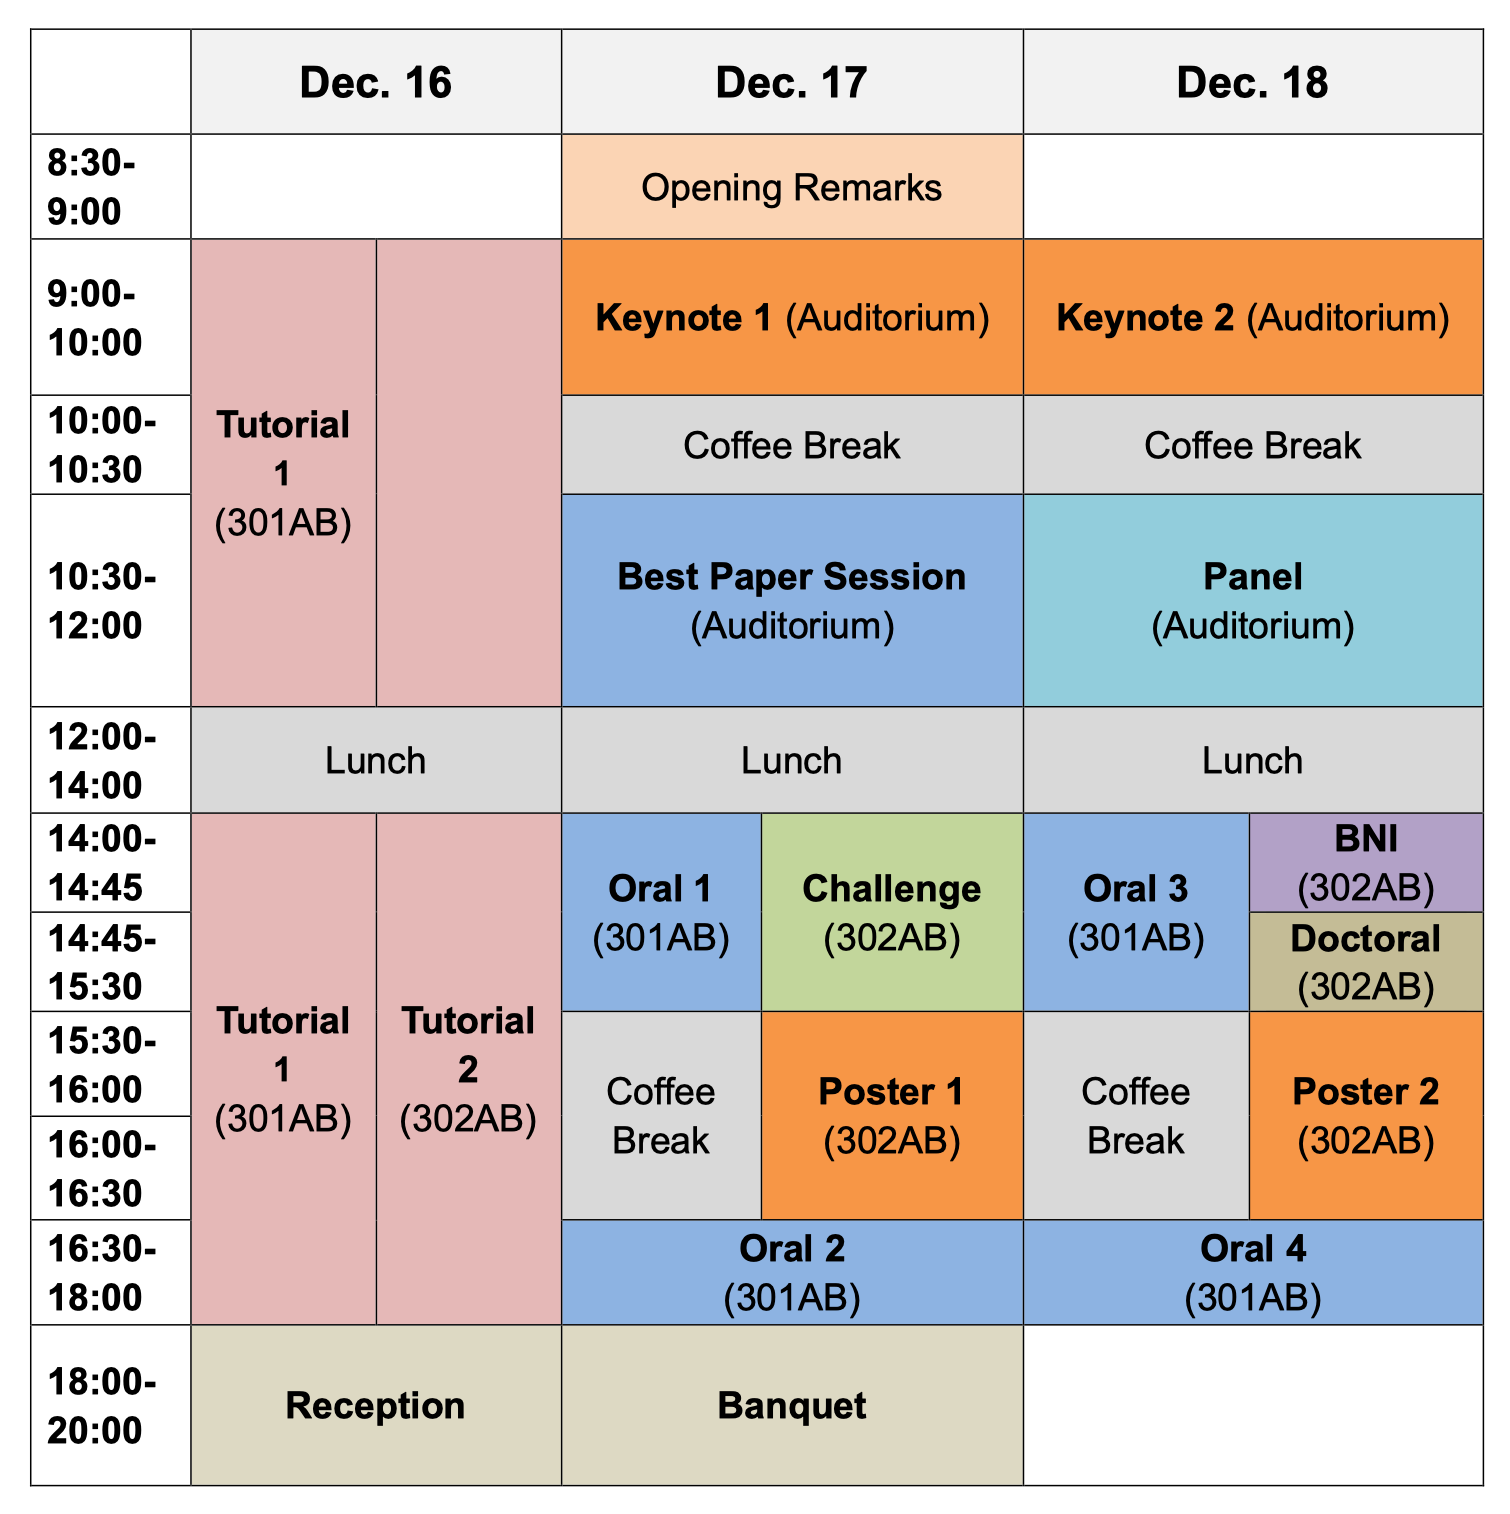 Dec. 16
Dec. 17
Dec. 18
8:30-
9:00
Opening Remarks
9:00-
10:00
Keynote 1 (Auditorium)
Keynote 2 (Auditorium)
10:00-
10:30
Tutorial
1
(301AB)
Coffee Break
Coffee Break
10:30-
12:00
Best Paper Session
(Auditorium)
Panel
(Auditorium)
12:00-
14:00
Lunch
Lunch
Lunch
14:00-
14:45
Oral 1
(301AB)
Challenge
(302AB)
Oral 3
(301AB)
BNI
(302AB)
14:45-
15:30
Doctoral
(302AB)
15:30-
16:00
Tutorial
1
(301AB)
Tutorial
2
(302AB)
Coffee
Break
Poster 1
(302AB)
Coffee
Break
Poster 2
(302AB)
16:00-
16:30
16:30-
18:00
Oral 2
(301AB)
Oral 4
(301AB)
18:00-
20:00
Reception
Banquet